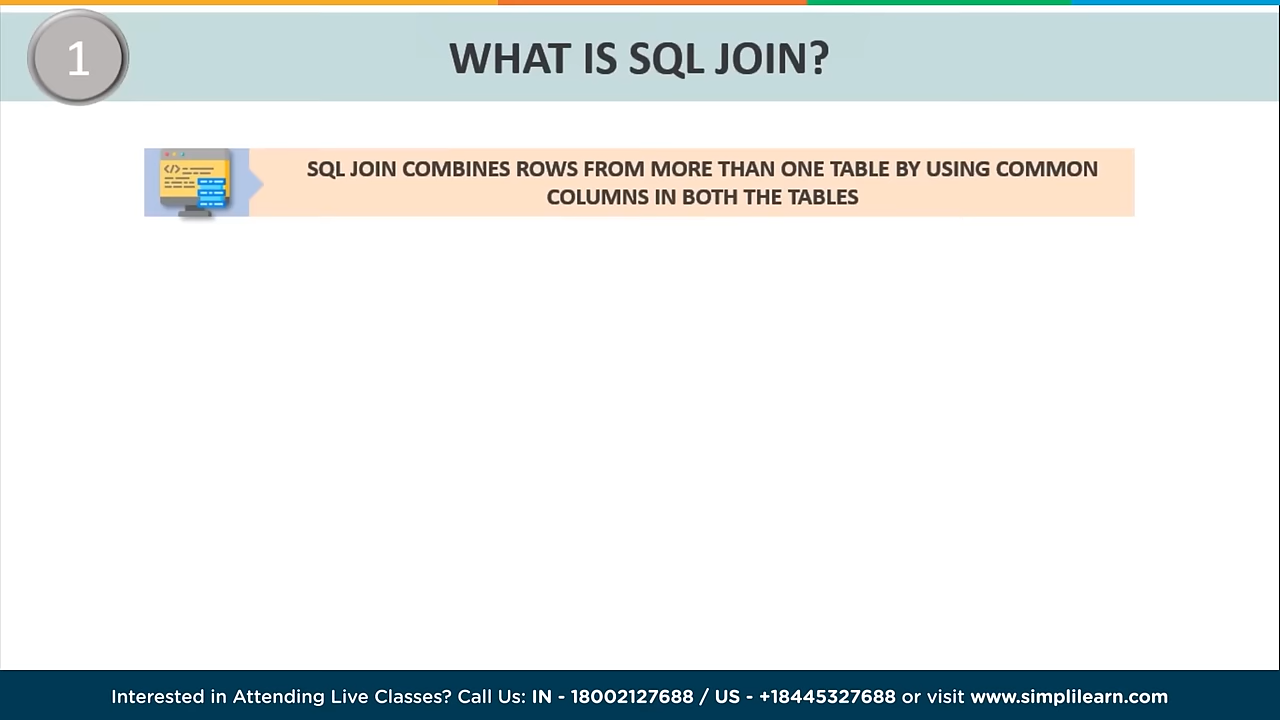 1
WHAT IS SQL JOIN?
</>
SQL JOIN COMBINES ROWS FROM MORE THAN ONE TABLE BY USING COMMON
COLUMNS IN BOTH THE TABLES
Interested in Attending Live Classes? Call Us: IN - 18002127688 / US - +18445327688 or visit www.simplilearn.com